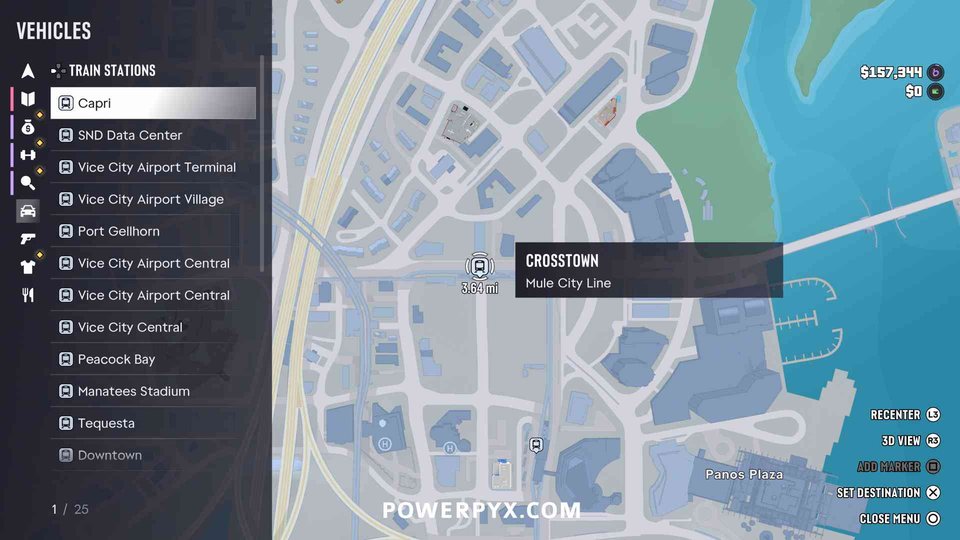 VEHICLES
TRAIN STATIONS
Capri
SND Data Center
Vice City Airport Terminal
Vice City Airport Village
Port Gellhorn
Vice City Airport Central
Vice City Airport Central
Vice City Central
Peacock Bay
Manatees Stadium
Tequesta
Downtown
1 / 25
$157,344
$0
CROSSTOWN
Mule City Line
3.64 mi
H
H
Panos Plaza
RECENTER L3
3D VIEW R3
ADD MARKER
SET DESTINATION
CLOSE MENU
POWERPYX.COM